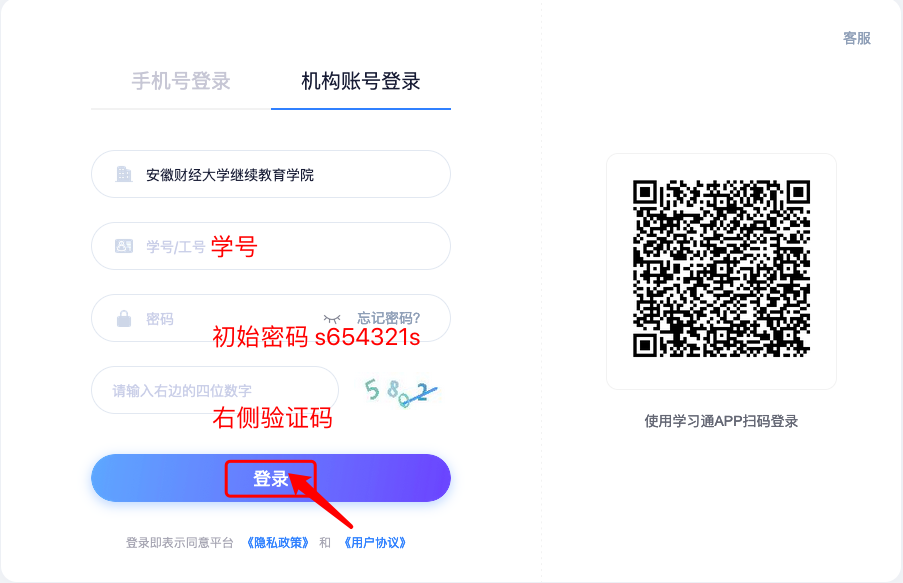 客服
手机号登录
机构账号登录
安徽财经大学继续教育学院
学号/工号 学号
密码 忘记密码?
初始密码 s654321s
请输入右边的四位数字 5802
右侧验证码
登录
登录即表示同意平台 《隐私政策》 和 《用户协议》
使用学习通APP扫码登录